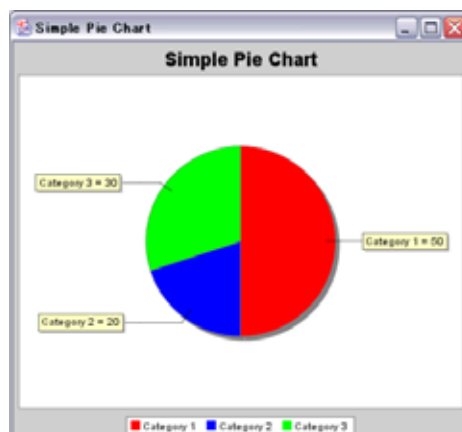 Simple Pie Chart
Simple Pie Chart
Category 3 = 30
Category 1 = 50
Category 2 = 20
Category 1 Category 2 Category 3